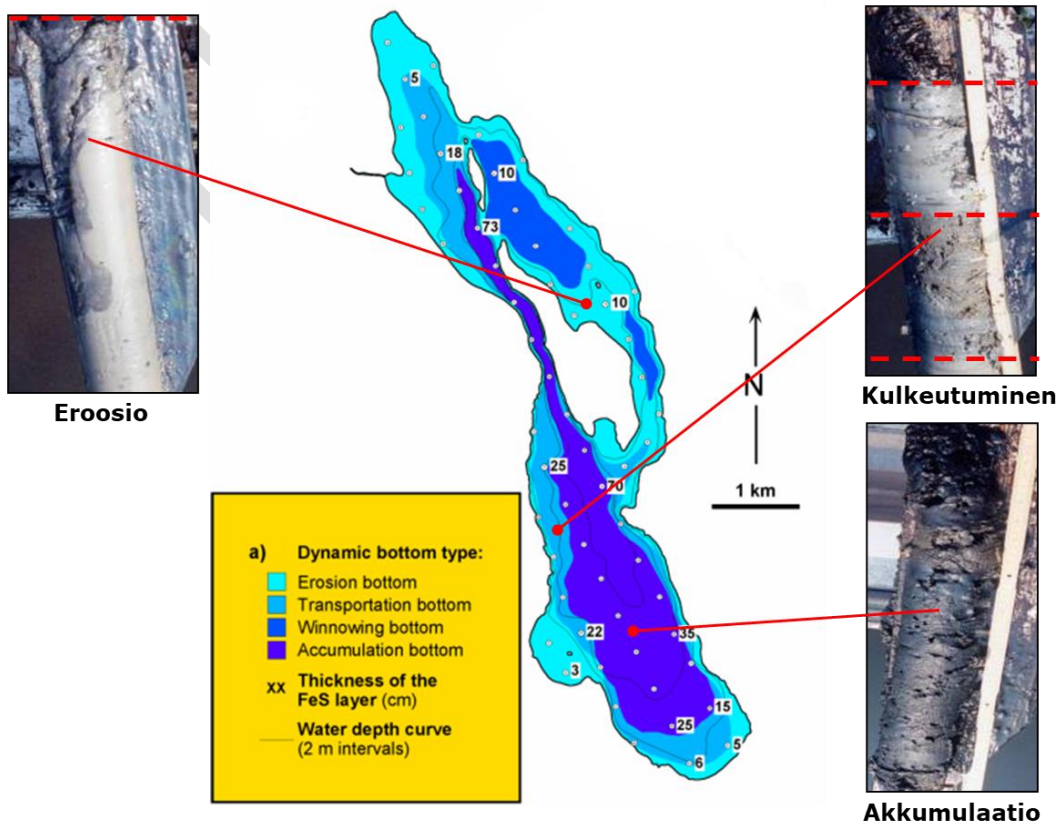 5
18
10
73
10
N
1 km
25
70
22
35
3
15
25
5
6
Eroosio
Kulkeutuminen
Akkumulaatio
a) Dynamic bottom type:
Erosion bottom
Transportation bottom
Winnowing bottom
Accumulation bottom
xx Thickness of the
FeS layer (cm)
Water depth curve
(2 m intervals)